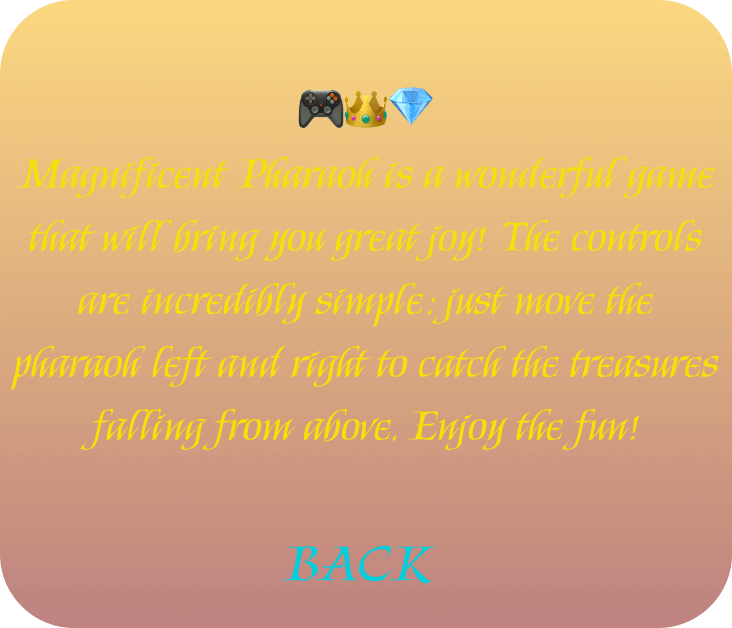 Magnificent Pharaoh is a wonderful game
that will bring you great joy! The controls
are incredibly simple: just move the
pharaoh left and right to catch the treasures
falling from above. Enjoy the fun!
BACK